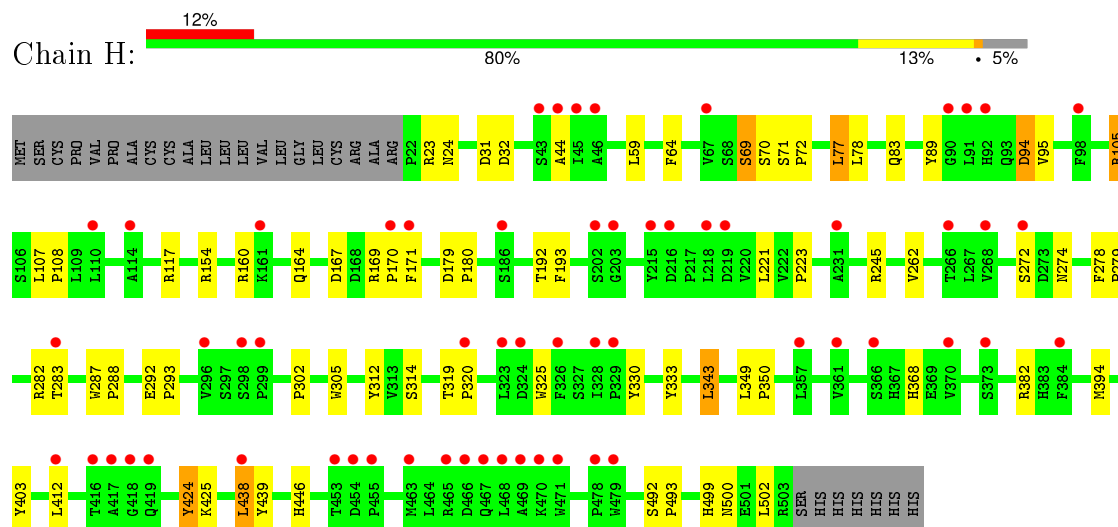 12%
Chain H:
80% 13% • 5%
MET SER CYS PRO VAL PRO ALA CYS CYS ALA LEU LEU LEU VAL LEU GLY LEU CYS ARG ALA ARG P22 R23 N24 D31 D32 S43 A44 I45 A46 L59 F64 V67 S68 S69 S70 S71 P72 L77 L78 Q83 Y89 G90 L91 H92 Q93 D94 V95 F98 R105
S106 L107 P108 L109 L110 A114 R117 R154 R160 K161 Q164 D167 D168 R169 P170 F171 D179 P180 S186 T192 F193 S202 G203 Y215 D216 P217 L218 D219 V220 L221 V222 P223 A231 R245 V262 T266 L267 V268 S272 D273 N274 F278 P279
R282 T283 W287 P288 E292 P293 V296 S297 S298 P299 P302 W305 Y312 V313 S314 T319 P320 L323 D324 W325 F326 S327 I328 P329 Y330 Y333 L343 L349 P350 L357 V361 S366 H367 H368 E369 V370 S373 R382 H383 F384 M394
Y403 L412 T416 A417 G418 Q419 Y424 K425 L438 Y439 H446 T453 D454 P455 M463 L464 R465 D466 Q467 L468 A469 K470 W471 P478 W479 S492 P493 H499 N500 E501 L502 R503 SER HIS HIS HIS HIS HIS HIS